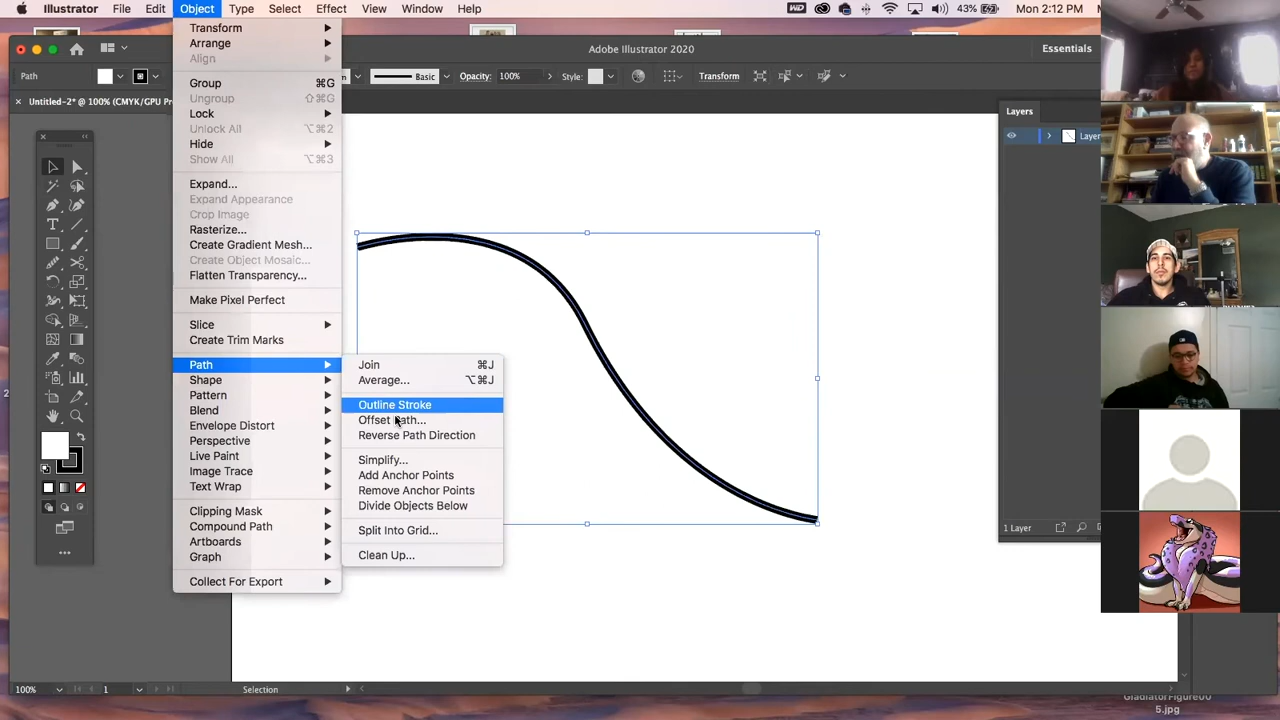 Illustrator File Edit Object Type Select Effect View Window Help 43% Mon 2:12 PM
Adobe Illustrator 2020 Essentials
Path Basic Opacity: 100% Style: Transform
Untitled-2* @ 100% (CMYK/GPU Pr
Transform
Arrange
Align
Group ⌘G
Ungroup ⇧⌘G
Lock
Unlock All ⌥⌘2
Hide
Show All ⌥⌘3
Expand...
Expand Appearance
Crop Image
Rasterize...
Create Gradient Mesh...
Create Object Mosaic...
Flatten Transparency...
Make Pixel Perfect
Slice
Create Trim Marks
Path
Shape
Pattern
Blend
Envelope Distort
Perspective
Live Paint
Image Trace
Text Wrap
Clipping Mask
Compound Path
Artboards
Graph
Collect For Export
Join ⌘J
Average... ⌥⌘J
Outline Stroke
Offset Path...
Reverse Path Direction
Simplify...
Add Anchor Points
Remove Anchor Points
Divide Objects Below
Split Into Grid...
Clean Up...
Layers
Layer
1 Layer
100% 1 Selection
GladiatorFigure00
5.jpg